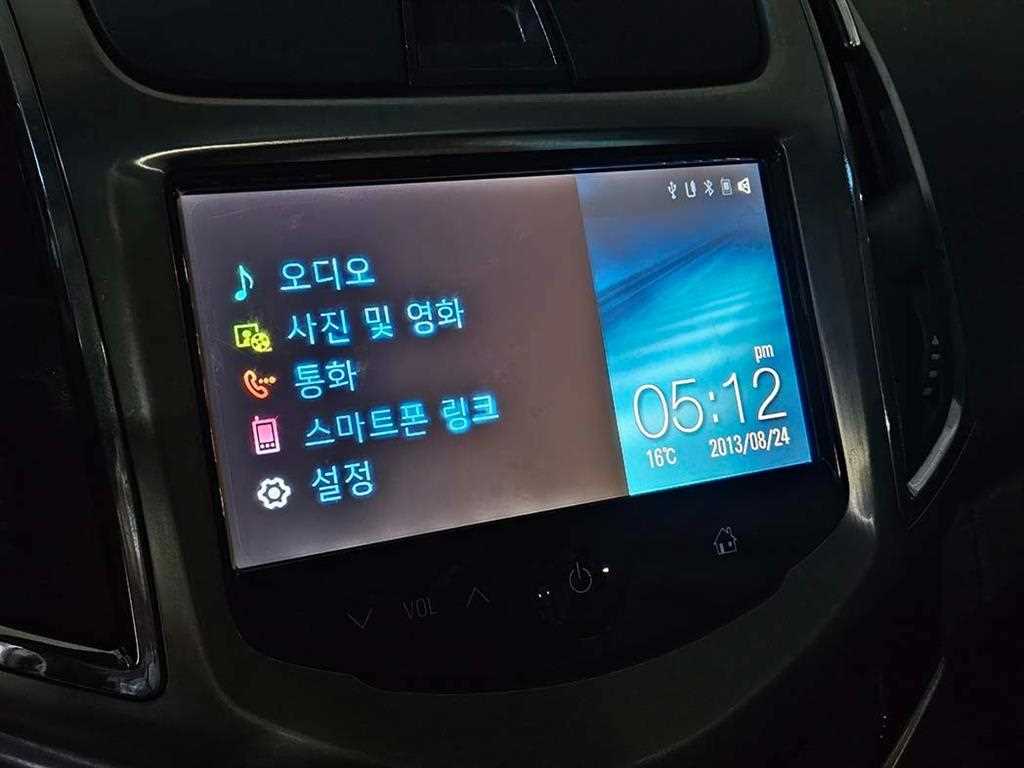 오디오
사진 및 영화
통화
스마트폰 링크
설정
pm
05:12
16℃ 2013/08/24
VOL